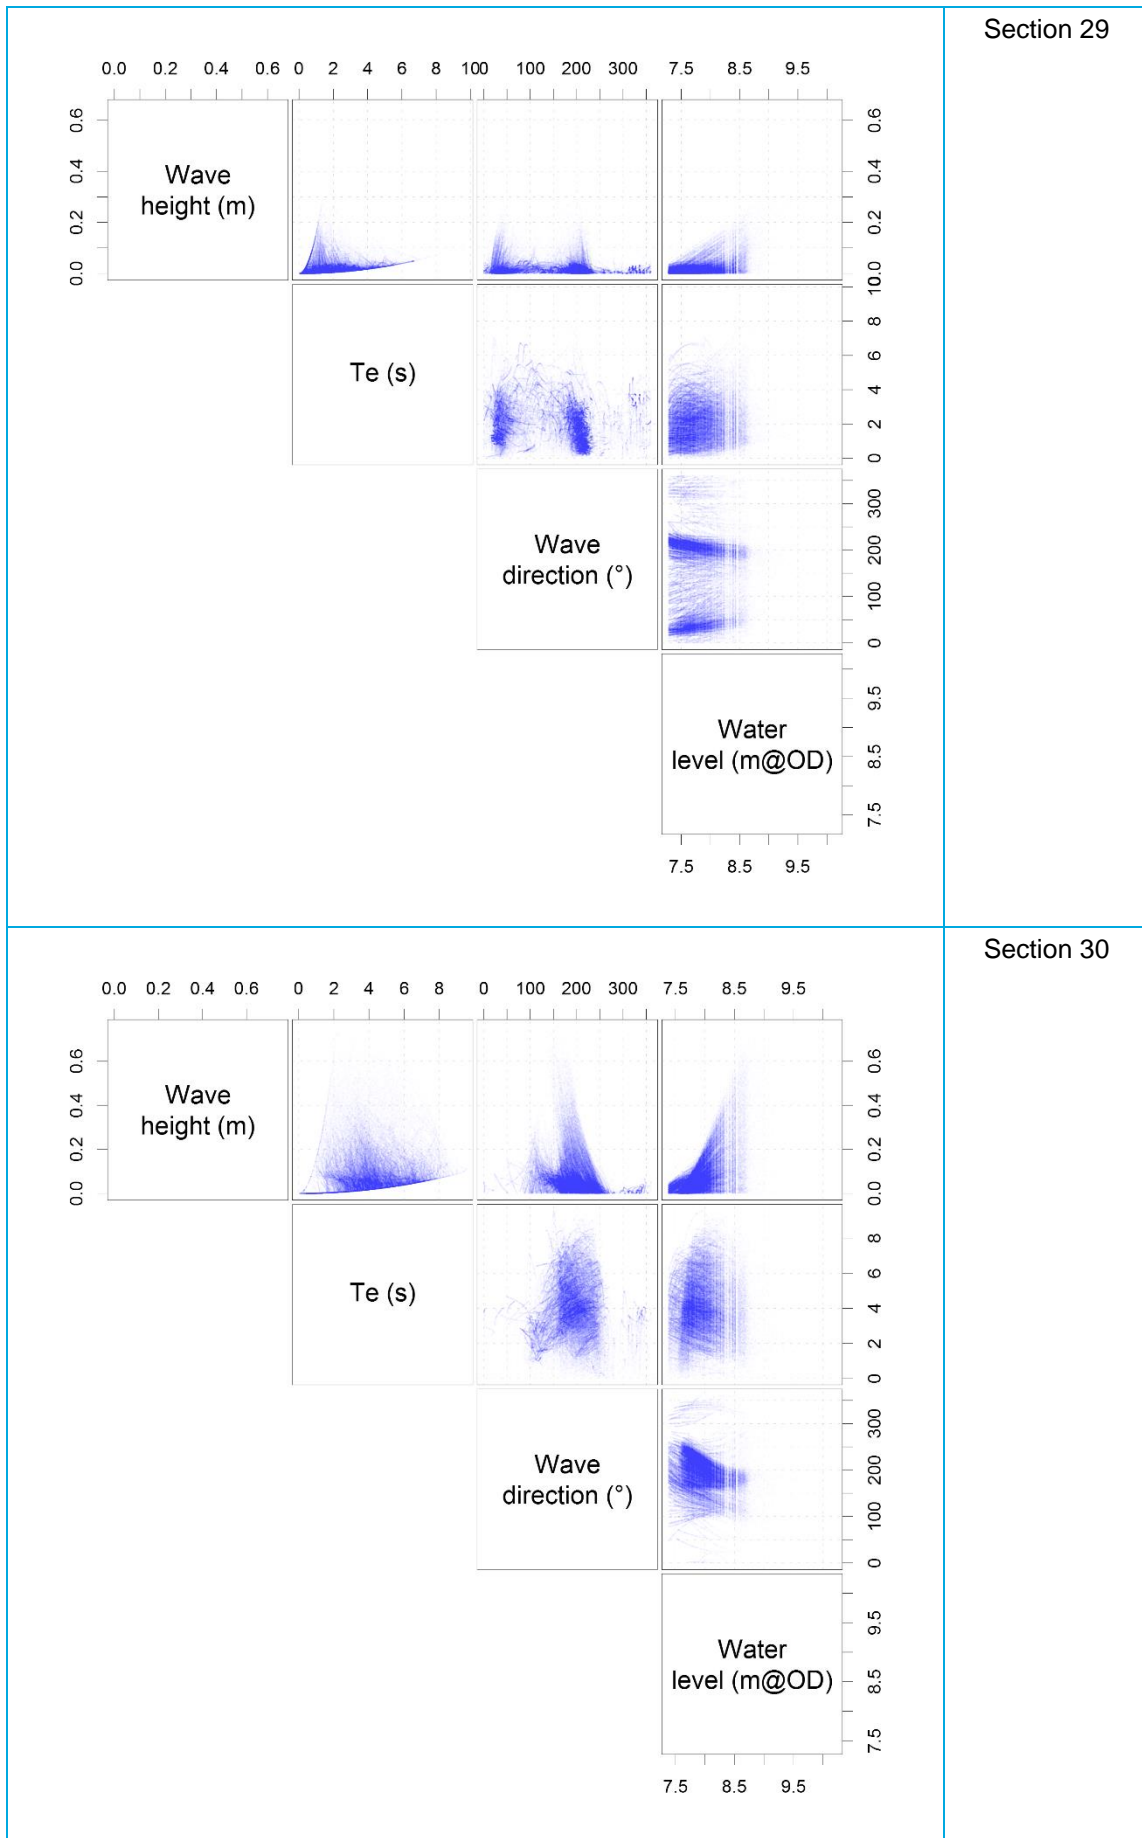 Section 29
0.0 0.2 0.4 0.6 0 2 4 6 8 100 0 100 200 300 7.5 8.5 9.5
Wave
height (m)
0.0 0.2 0.4 0.6
0.0 0.2 0.4 0.6
Te (s)
0 2 4 6 8 10
Wave
direction (°)
0 100 200 300
Water
level (m@OD)
7.5 8.5 9.5
7.5 8.5 9.5
Section 30
0.0 0.2 0.4 0.6 0 2 4 6 8 0 100 200 300 7.5 8.5 9.5
Wave
height (m)
0.0 0.2 0.4 0.6
0.0 0.2 0.4 0.6
Te (s)
0 2 4 6 8
Wave
direction (°)
0 100 200 300
Water
level (m@OD)
7.5 8.5 9.5
7.5 8.5 9.5